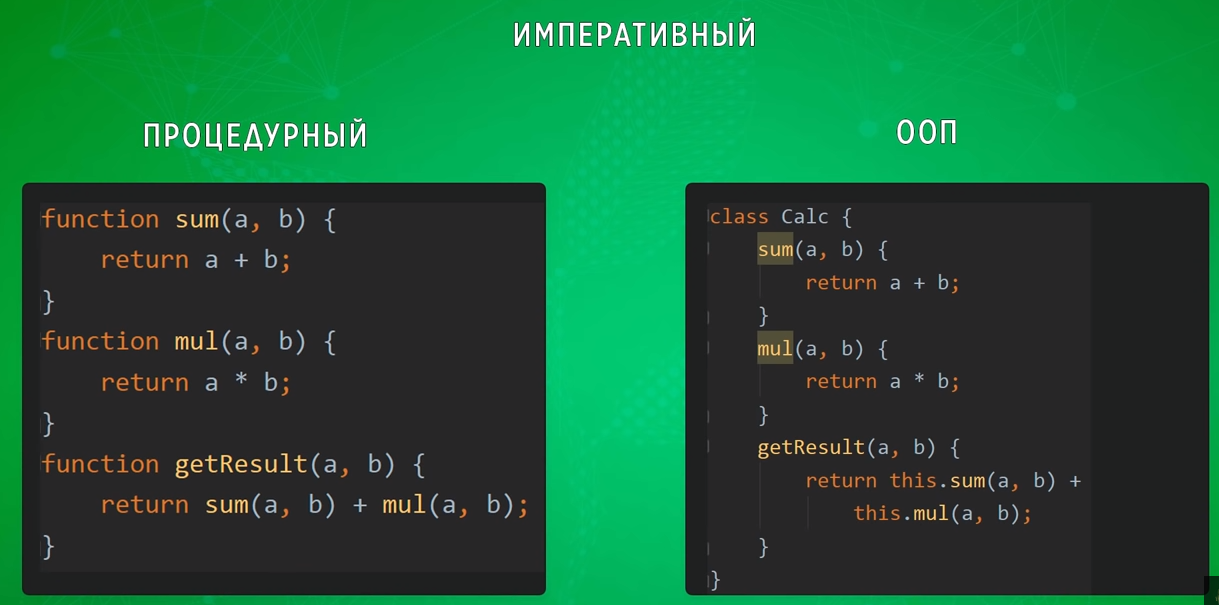 ИМПЕРАТИВНЫЙ
ПРОЦЕДУРНЫЙ
function sum(a, b) {
    return a + b;
}
function mul(a, b) {
    return a * b;
}
function getResult(a, b) {
    return sum(a, b) + mul(a, b);
}
ООП
class Calc {
    sum(a, b) {
        return a + b;
    }
    mul(a, b) {
        return a * b;
    }
    getResult(a, b) {
        return this.sum(a, b) +
            this.mul(a, b);
    }
}